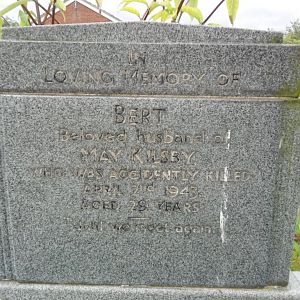 IN
LOVING MEMORY OF
BERT
Beloved husband of
MAY KILSBY
WHO WAS ACCIDENTLY KILLED
APRIL 7TH 1943
AGED 29 YEARS
Until we meet again